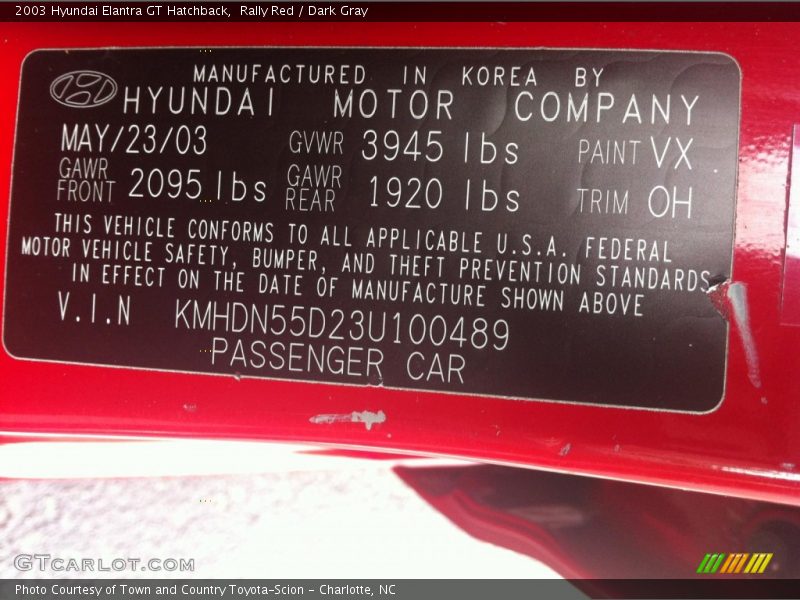 2003 Hyundai Elantra GT Hatchback,  Rally Red / Dark Gray
MANUFACTURED IN KOREA BY
HYUNDAI MOTOR COMPANY
MAY/23/03 GVWR 3945 lbs PAINT VX
GAWR FRONT 2095 lbs GAWR REAR 1920 lbs TRIM OH
THIS VEHICLE CONFORMS TO ALL APPLICABLE U.S.A. FEDERAL
MOTOR VEHICLE SAFETY, BUMPER, AND THEFT PREVENTION STANDARDS
IN EFFECT ON THE DATE OF MANUFACTURE SHOWN ABOVE
V.I.N KMHDN55D23U100489
PASSENGER CAR
GTCARLOT.COM
Photo Courtesy of Town and Country Toyota-Scion - Charlotte, NC